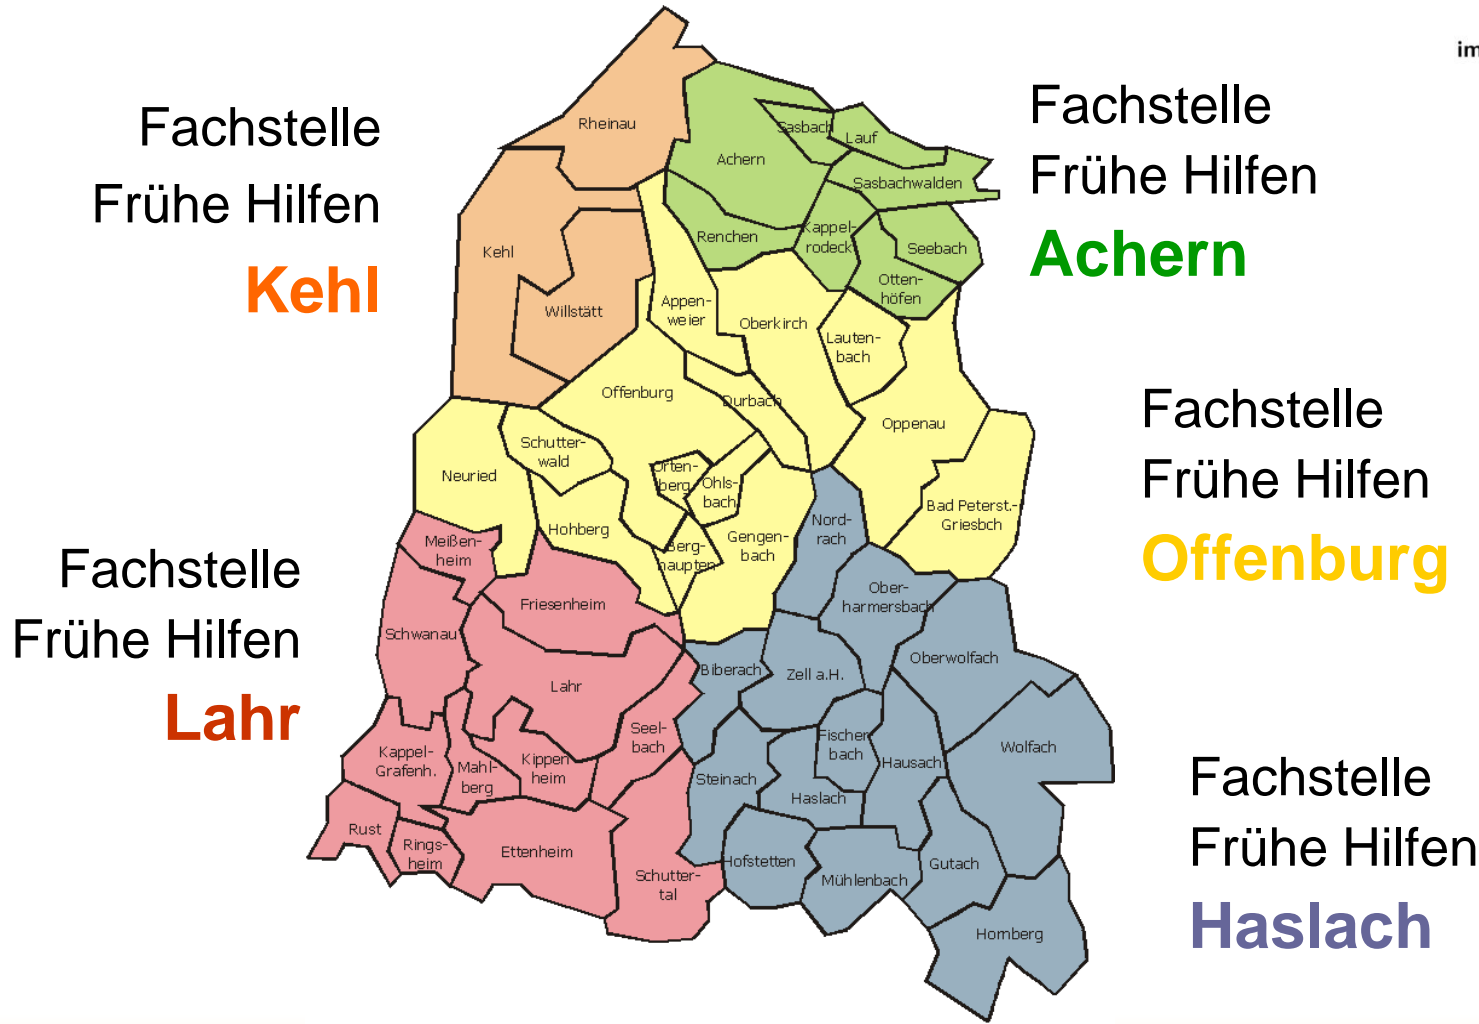 im
Fachstelle
Frühe Hilfen
Kehl
Fachstelle
Frühe Hilfen
Achern
Fachstelle
Frühe Hilfen
Offenburg
Fachstelle
Frühe Hilfen
Lahr
Fachstelle
Frühe Hilfen
Haslach
Rheinau
Kehl
Willstätt
Achern
Sasbach
Lauf
Sasbachwalden
Renchen
Kappel-
rodeck
Seebach
Otten-
höfen
Appen-
weier
Oberkirch
Lauten-
bach
Offenburg
Durbach
Oppenau
Schutter-
wald
Neuried
Orten-
berg
Ohls-
bach
Bad Peterst.-
Griesbch
Hohberg
Berg-
haupten
Gengen-
bach
Nord-
rach
Meißen-
heim
Friesenheim
Ober-
harmersbach
Schwanau
Lahr
Biberach
Zell a.H.
Oberwolfach
Seel-
bach
Kappel-
Grafenh.
Mahl-
berg
Kippen
heim
Steinach
Fischer
bach
Hausach
Wolfach
Haslach
Rust
Rings-
heim
Ettenheim
Schutter-
tal
Hofstetten
Mühlenbach
Gutach
Hornberg